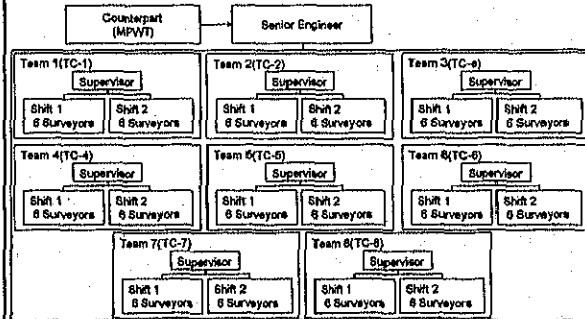 Counterpart
(MPWT)
Senior Engineer
Team 1(TC-1)
Supervisor
Shift 1
6 Surveyors
Shift 2
6 Surveyors
Team 2(TC-2)
Supervisor
Shift 1
6 Surveyors
Shift 2
6 Surveyors
Team 3(TC-e)
Supervisor
Shift 1
6 Surveyors
Shift 2
6 Surveyors
Team 4(TC-4)
Supervisor
Shift 1
6 Surveyors
Shift 2
6 Surveyors
Team 5(TC-5)
Supervisor
Shift 1
6 Surveyors
Shift 2
6 Surveyors
Team 6(TC-6)
Supervisor
Shift 1
6 Surveyors
Shift 2
6 Surveyors
Team 7(TC-7)
Supervisor
Shift 1
6 Surveyors
Shift 2
6 Surveyors
Team 8(TC-8)
Supervisor
Shift 1
6 Surveyors
Shift 2
6 Surveyors